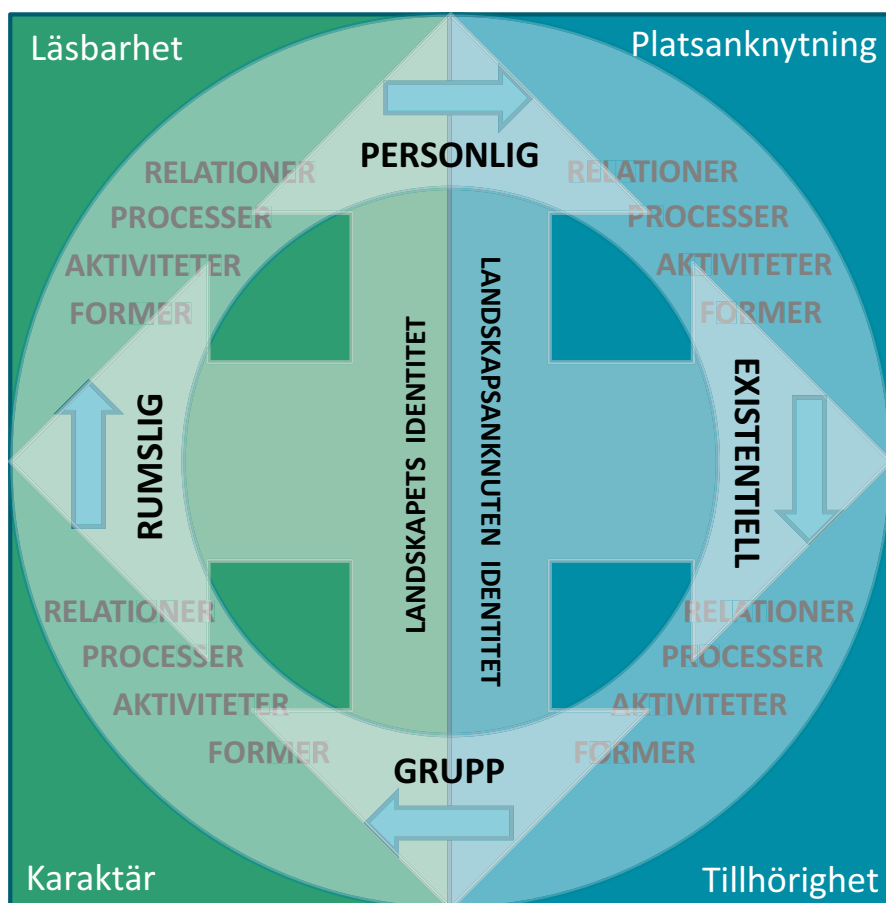 Läsbarhet
Platsanknytning
PERSONLIG
RELATIONER
PROCESSER
AKTIVITETER
FORMER
RELATIONER
PROCESSER
AKTIVITETER
FORMER
RUMSLIG
LANDSKAPETS IDENTITET
LANDSKAPSANKNUTEN IDENTITET
EXISTENTIELL
RELATIONER
PROCESSER
AKTIVITETER
FORMER
RELATIONER
PROCESSER
AKTIVITETER
FORMER
GRUPP
Karaktär
Tillhörighet